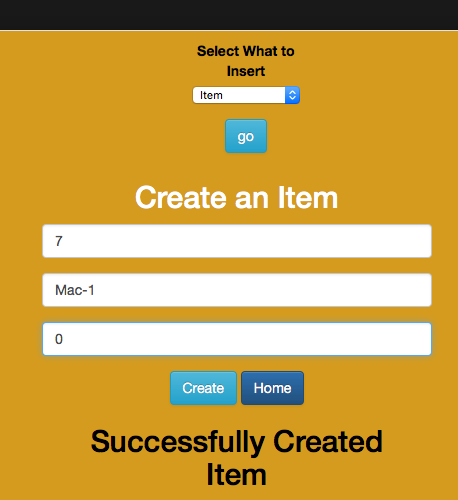 Select What to
Insert
Item
go
Create an Item
7
Mac-1
0
Create Home
Successfully Created
Item